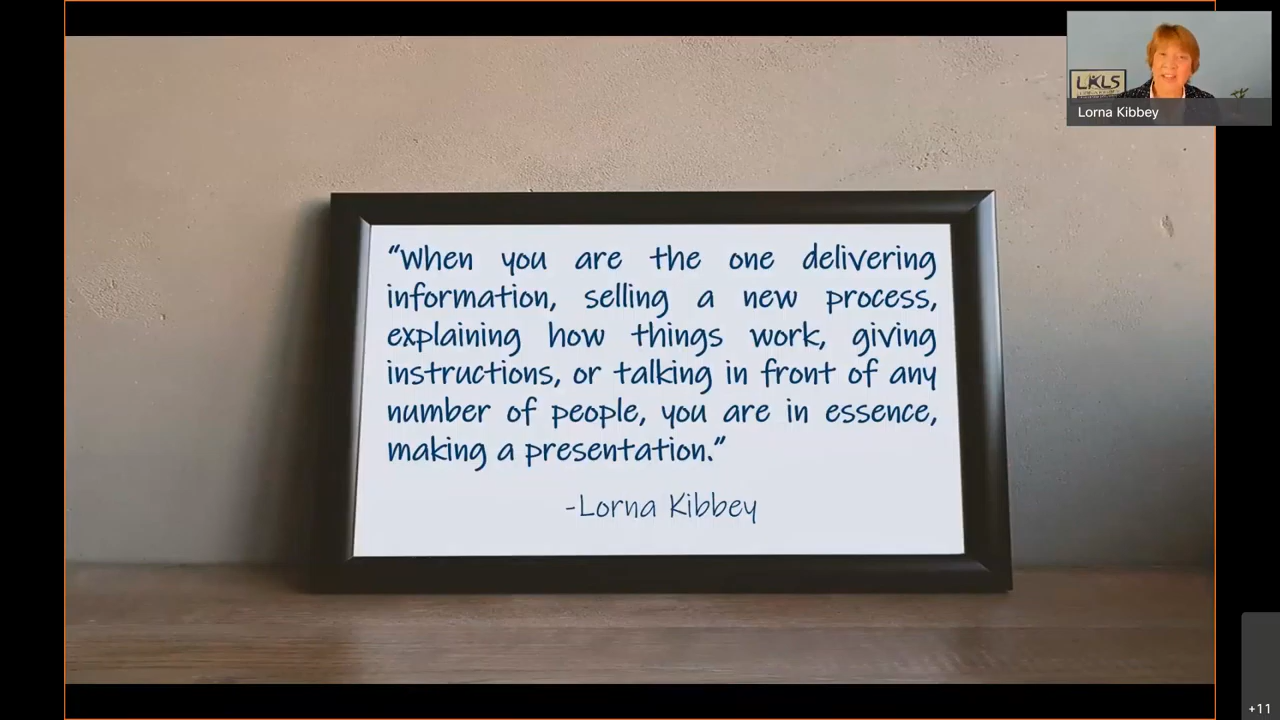 LKLS
Lorna Kibbey
“When you are the one delivering
information, selling a new process,
explaining how things work, giving
instructions, or talking in front of any
number of people, you are in essence,
making a presentation.”
-Lorna Kibbey
+11